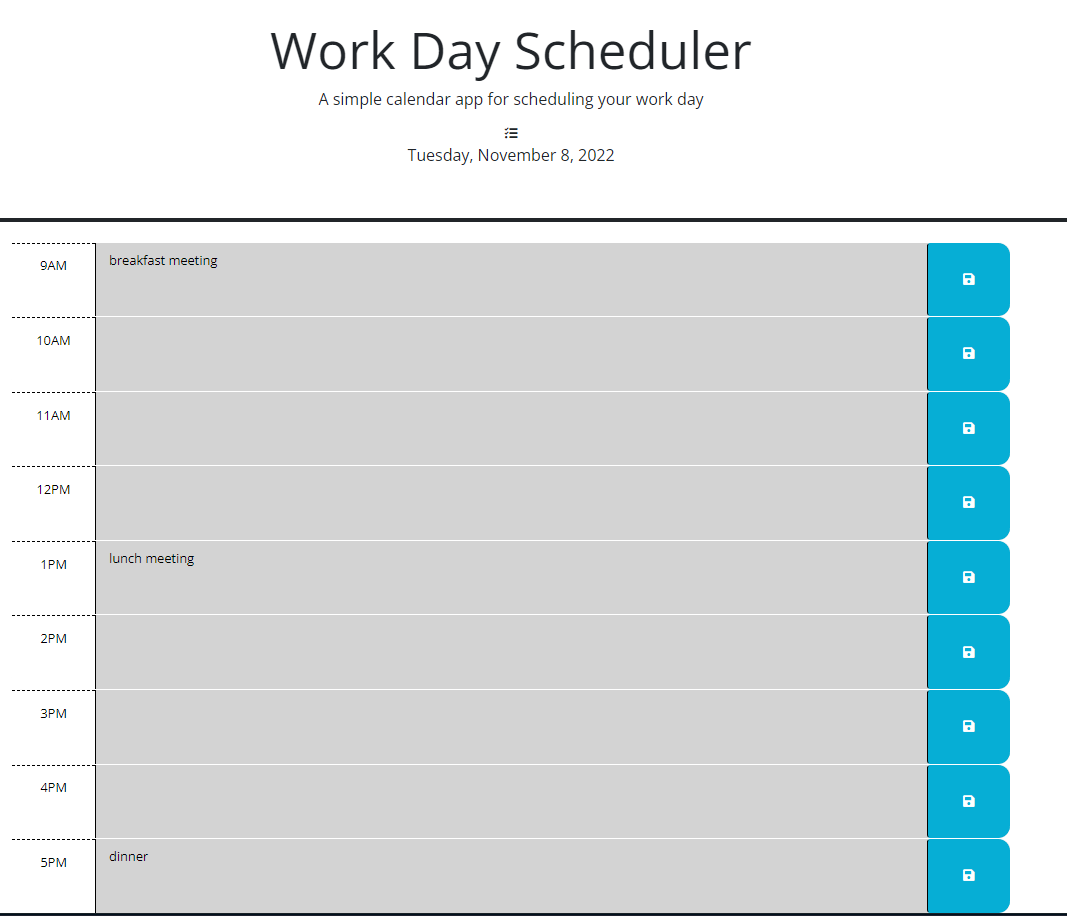 Work Day Scheduler
A simple calendar app for scheduling your work day
Tuesday, November 8, 2022
9AM
breakfast meeting
10AM
11AM
12PM
1PM
lunch meeting
2PM
3PM
4PM
5PM
dinner